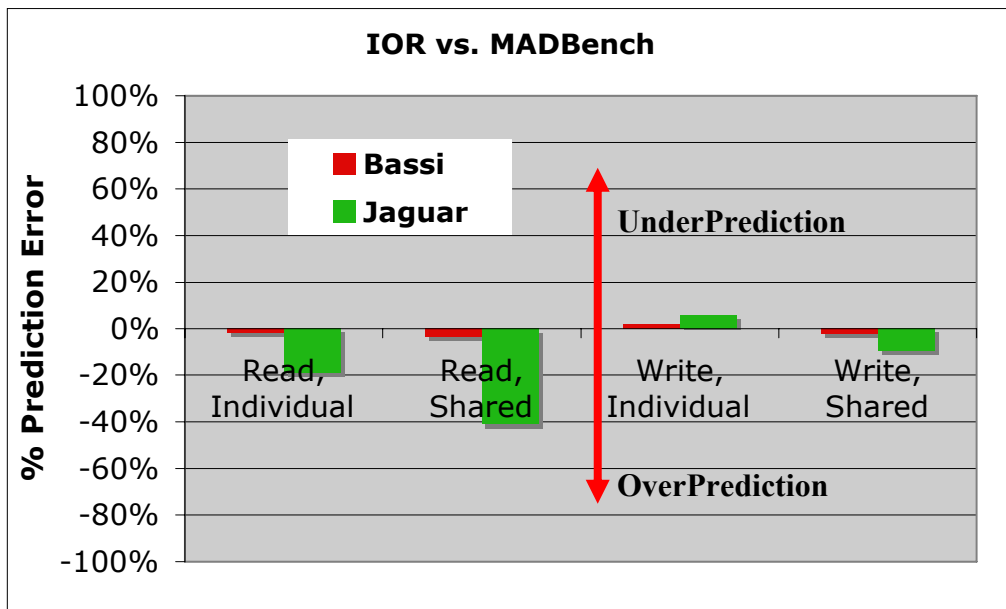 IOR vs. MADBench
% Prediction Error
100%
80%
60%
40%
20%
0%
-20%
-40%
-60%
-80%
-100%
Bassi
Jaguar
UnderPrediction
OverPrediction
Read,
Individual
Read,
Shared
Write,
Individual
Write,
Shared